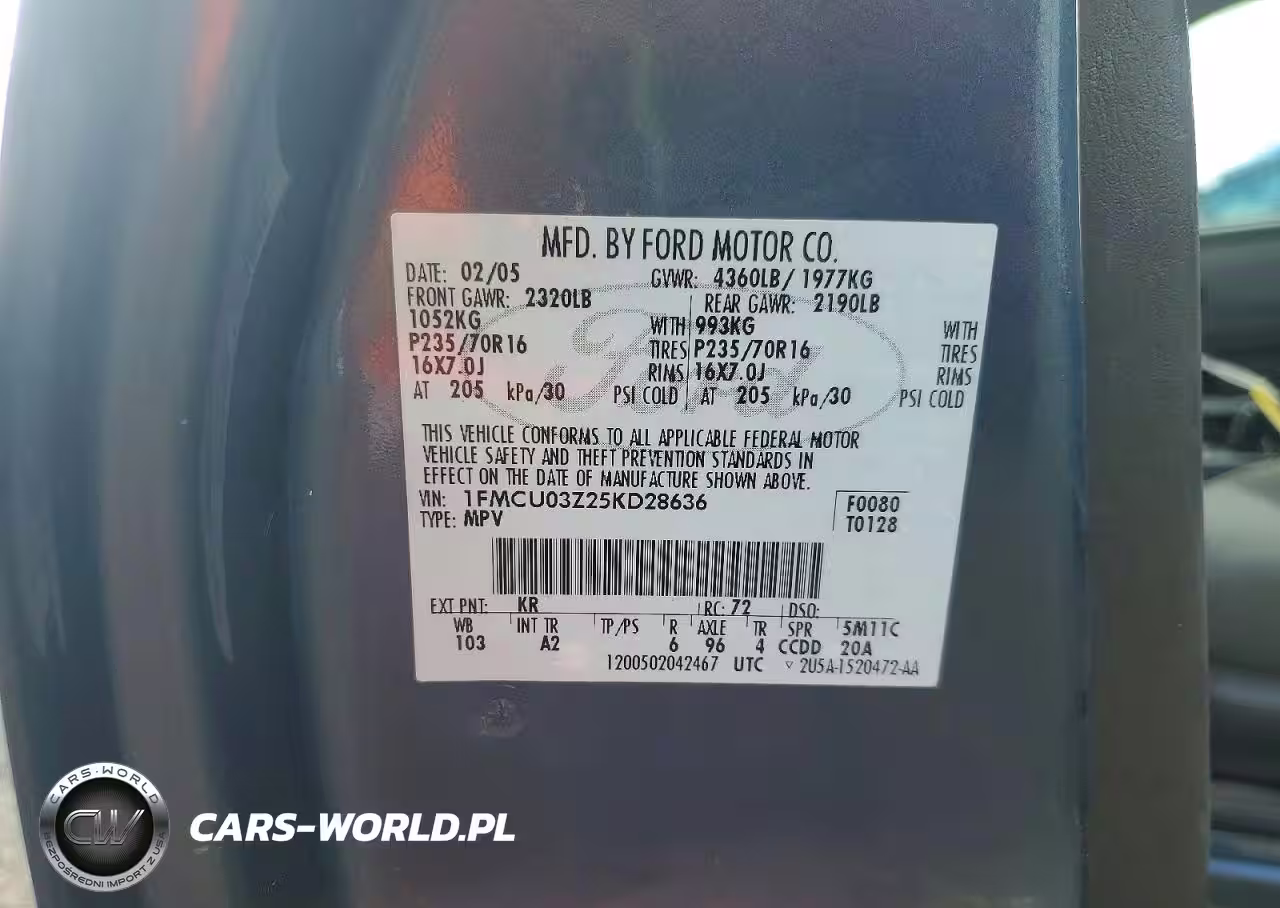 MFD. BY FORD MOTOR CO.
DATE: 02/05 GVWR: 4360LB/ 1977KG
FRONT GAWR: 2320LB REAR GAWR: 2190LB
1052KG WITH 993KG WITH
P235/70R16 TIRES P235/70R16 TIRES
16X7.0J RIMS 16X7.0J RIMS
AT 205 kPa/30 PSI COLD AT 205 kPa/30 PSI COLD
Ford
THIS VEHICLE CONFORMS TO ALL APPLICABLE FEDERAL MOTOR
VEHICLE SAFETY AND THEFT PREVENTION STANDARDS IN
EFFECT ON THE DATE OF MANUFACTURE SHOWN ABOVE.
VIN: 1FMCU03Z25KD28636 F0080
TYPE: MPV T0128
EXT PNT: KR RC: 72 DSO:
WB INT TR TP/PS R AXLE TR SPR 5M11C
103 A2 6 96 4 CCDD 20A
1200502042467 UTC 2U5A-1520472-AA
CARS-WORLD
CW
BEZPOŚREDNI IMPORT Z USA
CARS-WORLD.PL